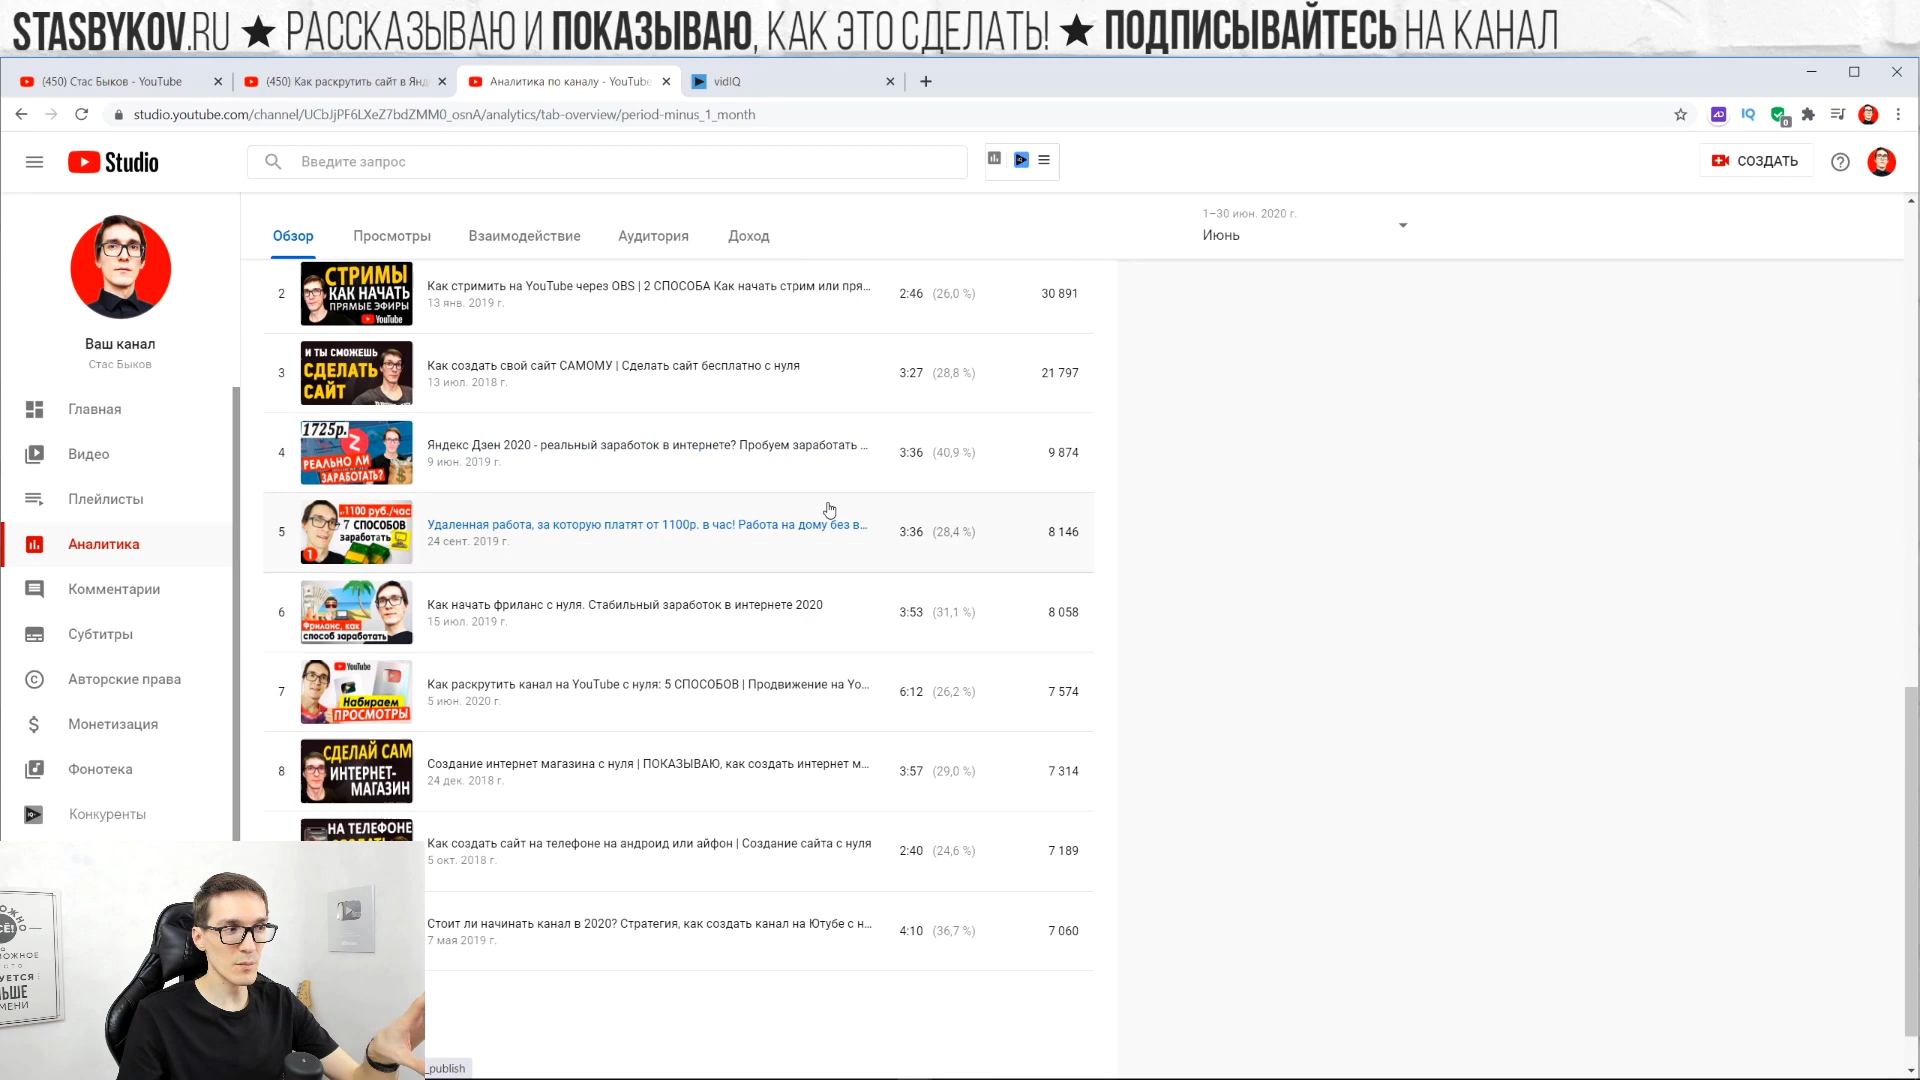 STASBYKOV.RU ★ РАССКАЗЫВАЮ И ПОКАЗЫВАЮ, КАК ЭТО СДЕЛАТЬ! ★ ПОДПИСЫВАЙТЕСЬ НА КАНАЛ
(450) Стас Быков - YouTube
(450) Как раскрутить сайт в Янд
Аналитика по каналу - YouTube
vidIQ
studio.youtube.com/channel/UCbJjPF6LXeZ7bdZMM0_osnA/analytics/tab-overview/period-minus_1_month
IQ
0
Studio
Введите запрос
СОЗДАТЬ
Обзор
Просмотры
Взаимодействие
Аудитория
Доход
1–30 июн. 2020 г.
Июнь
Ваш канал
Стас Быков
Главная
Видео
Плейлисты
Аналитика
Комментарии
Субтитры
Авторские права
Монетизация
Фонотека
Конкуренты
2
СТРИМЫ
КАК НАЧАТЬ
ПРЯМЫЕ ЭФИРЫ
YouTube
Как стримить на YouTube через OBS | 2 СПОСОБА Как начать стрим или пря...
13 янв. 2019 г.
2:46 (26,0 %) 30 891
3
И ТЫ СМОЖЕШЬ
СДЕЛАТЬ
САЙТ
Как создать свой сайт САМОМУ | Сделать сайт бесплатно с нуля
13 июл. 2018 г.
3:27 (28,8 %) 21 797
4
1725р.
РЕАЛЬНО ЛИ
ЗАРАБОТАТЬ?
Яндекс Дзен 2020 - реальный заработок в интернете? Пробуем заработать ...
9 июн. 2019 г.
3:36 (40,9 %) 9 874
5
1100 руб./час
7 СПОСОБОВ
заработать
1
Удаленная работа, за которую платят от 1100р. в час! Работа на дому без в...
24 сент. 2019 г.
3:36 (28,4 %) 8 146
6
Фриланс, как
способ заработать
Как начать фриланс с нуля. Стабильный заработок в интернете 2020
15 июл. 2019 г.
3:53 (31,1 %) 8 058
7
YouTube
Набираем
ПРОСМОТРЫ
Как раскрутить канал на YouTube с нуля: 5 СПОСОБОВ | Продвижение на Yo...
5 июн. 2020 г.
6:12 (26,2 %) 7 574
8
СДЕЛАЙ САМ
ИНТЕРНЕТ-
МАГАЗИН
Создание интернет магазина с нуля | ПОКАЗЫВАЮ, как создать интернет м...
24 дек. 2018 г.
3:57 (29,0 %) 7 314
НА ТЕЛЕФОНЕ
Как создать сайт на телефоне на андроид или айфон | Создание сайта с нуля
5 окт. 2018 г.
2:40 (24,6 %) 7 189
Стоит ли начинать канал в 2020? Стратегия, как создать канал на Ютубе с н...
7 мая 2019 г.
4:10 (36,7 %) 7 060
_publish